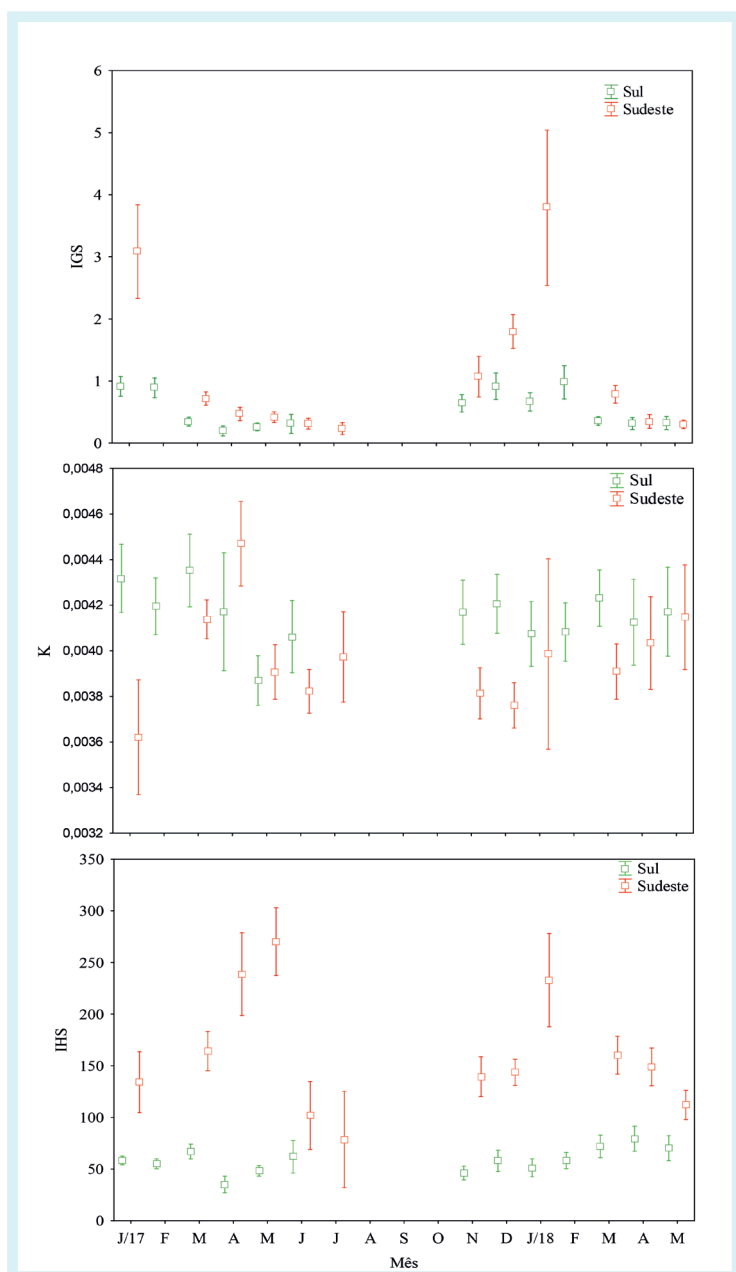 6
5
4
3
2
1
0
IGS
Sul
Sudeste
0,0048
0,0046
0,0044
0,0042
0,0040
0,0038
0,0036
0,0034
0,0032
K
Sul
Sudeste
350
300
250
200
150
100
50
0
IHS
Sul
Sudeste
J/17 F M A M J J A S O N D J/18 F M A M
Mês